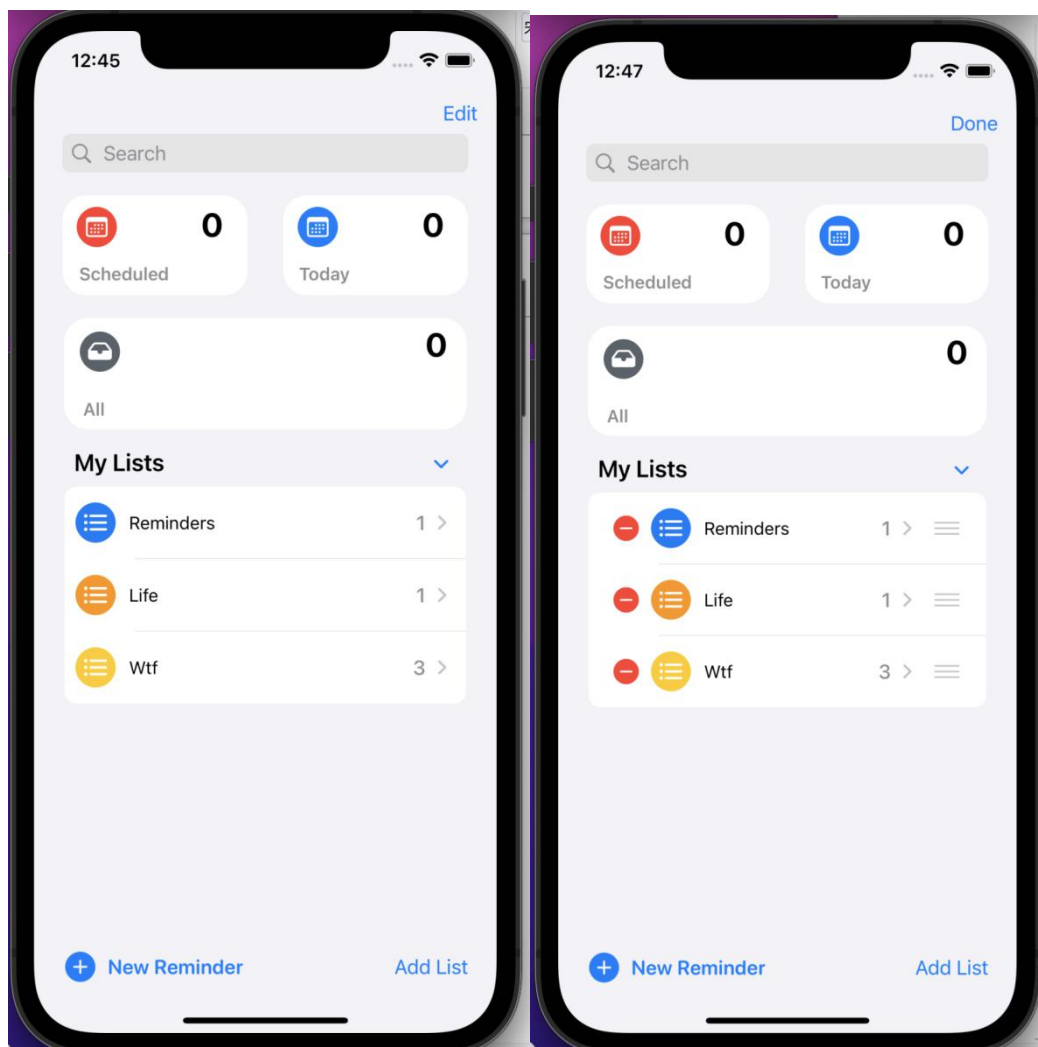 12:45
Edit
Search
0
0
Scheduled
Today
0
All
My Lists
Reminders 1
Life 1
Wtf 3
New Reminder
Add List
12:47
Done
Search
0
0
Scheduled
Today
0
All
My Lists
Reminders 1
Life 1
Wtf 3
New Reminder
Add List